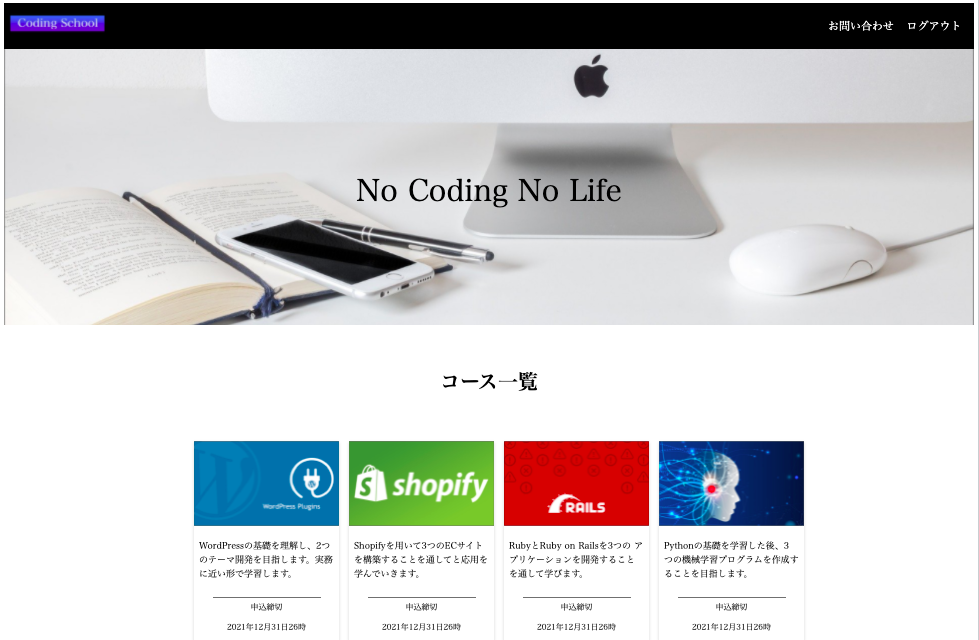 Coding School
お問い合わせ ログアウト
No Coding No Life
コース一覧
WordPress Plugins
shopify
RAILS
WordPressの基礎を理解し、2つ
のテーマ開発を目指します。実務
に近い形で学習します。
申込締切
2021年12月31日26時
Shopifyを用いて3つのECサイト
を構築することを通してと応用を
学んでいきます。
申込締切
2021年12月31日26時
RubyとRuby on Railsを3つの ア
プリケーションを開発すること
を通して学びます。
申込締切
2021年12月31日26時
Pythonの基礎を学習した後、3
つの機械学習プログラムを作成す
ることを目指します。
申込締切
2021年12月31日26時